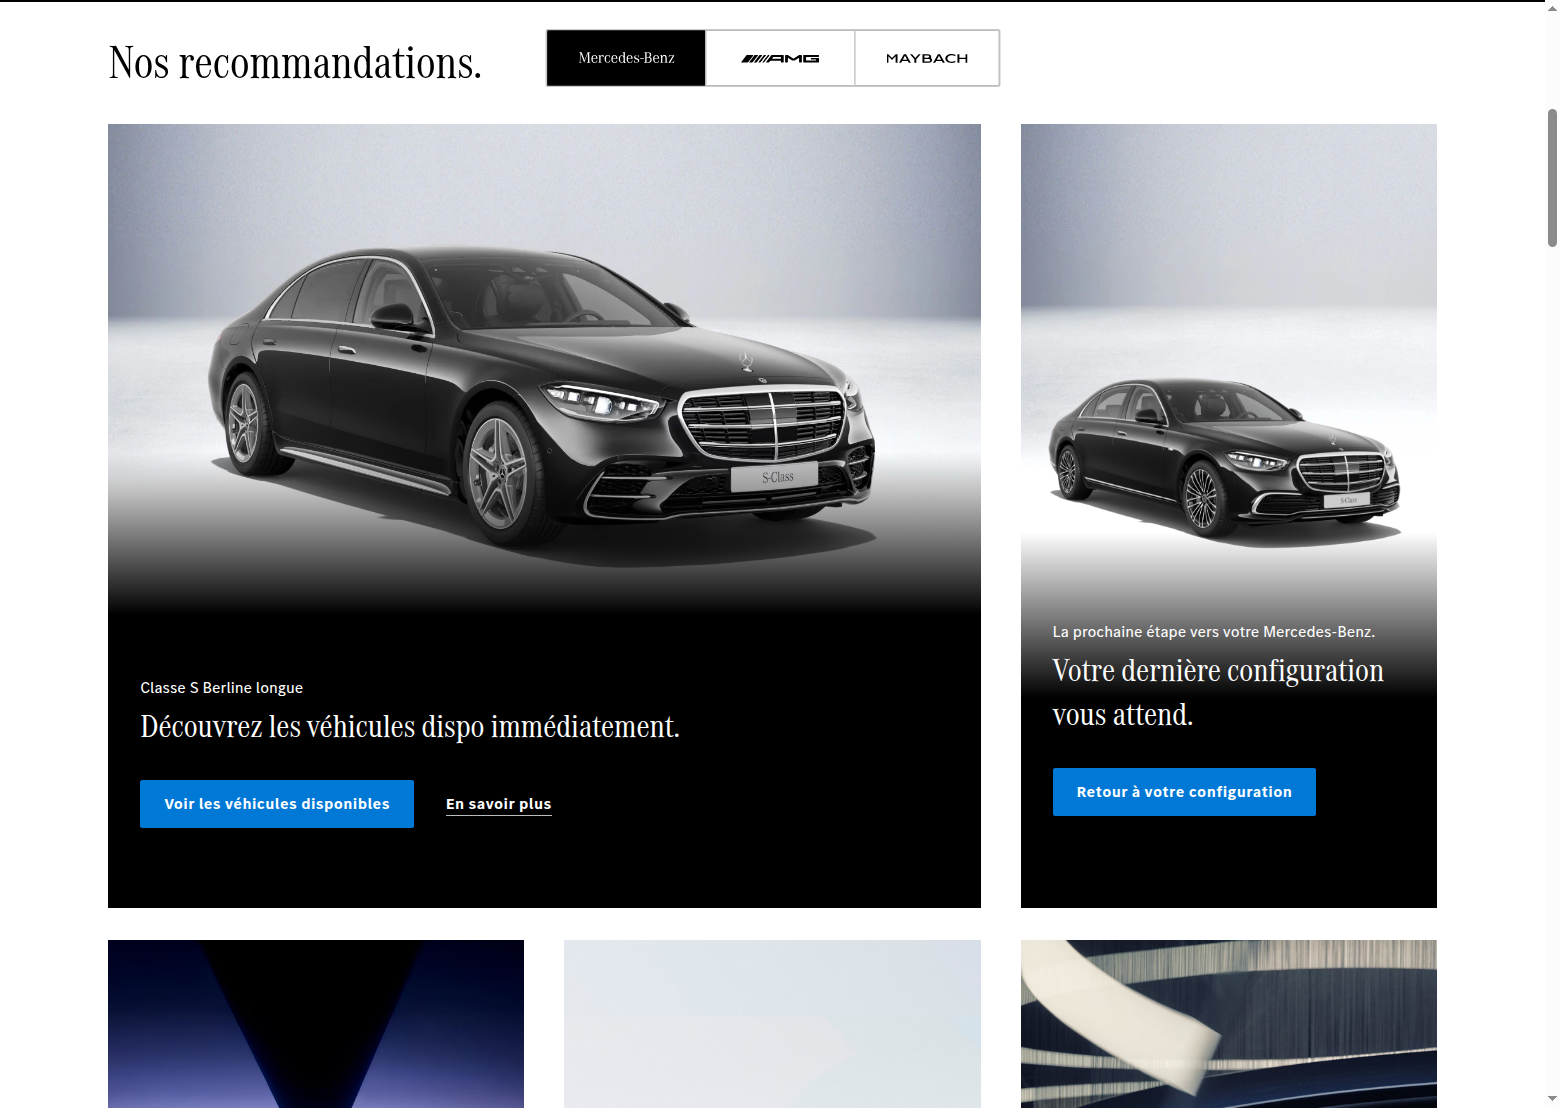 Nos recommandations.
Mercedes-Benz
AMG
MAYBACH
S-Class
S-Class
Classe S Berline longue
Découvrez les véhicules dispo immédiatement.
Voir les véhicules disponibles
En savoir plus
La prochaine étape vers votre Mercedes-Benz.
Votre dernière configuration
vous attend.
Retour à votre configuration